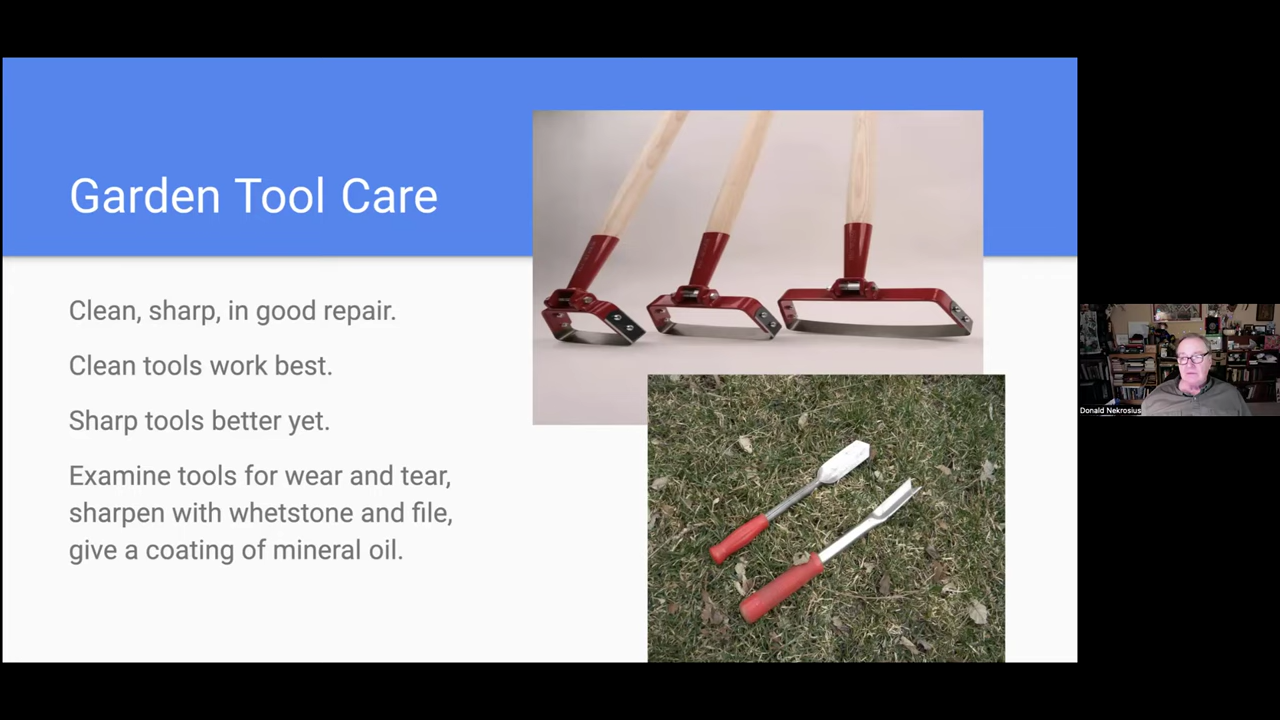 Garden Tool Care
Clean, sharp, in good repair.
Clean tools work best.
Sharp tools better yet.
Examine tools for wear and tear,
sharpen with whetstone and file,
give a coating of mineral oil.
Donald Nekrosius